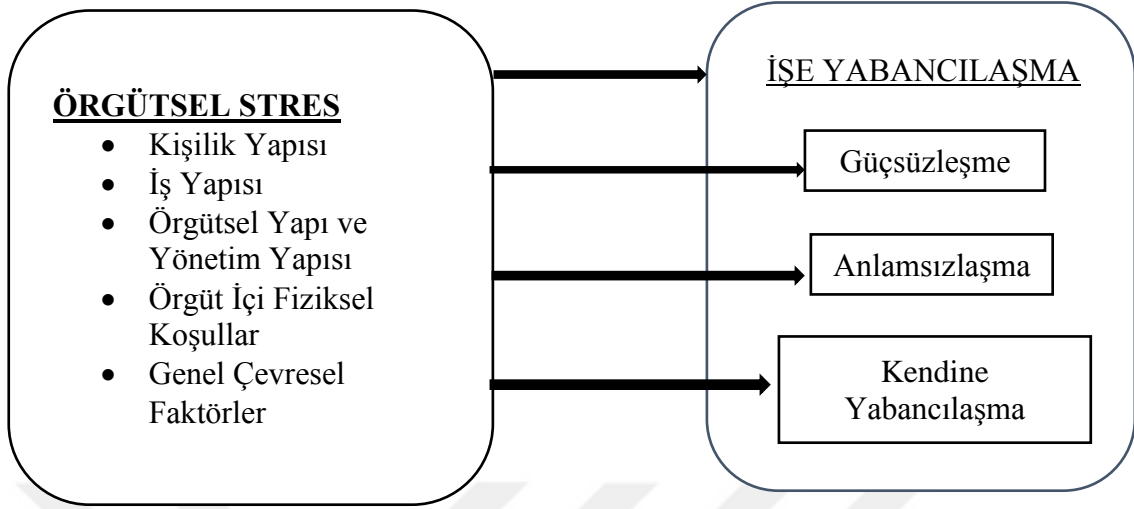 ÖRGÜTSEL STRES
• Kişilik Yapısı
• İş Yapısı
• Örgütsel Yapı ve
Yönetim Yapısı
• Örgüt İçi Fiziksel
Koşullar
• Genel Çevresel
Faktörler
İŞE YABANCILAŞMA
Güçsüzleşme
Anlamsızlaşma
Kendine
Yabancılaşma